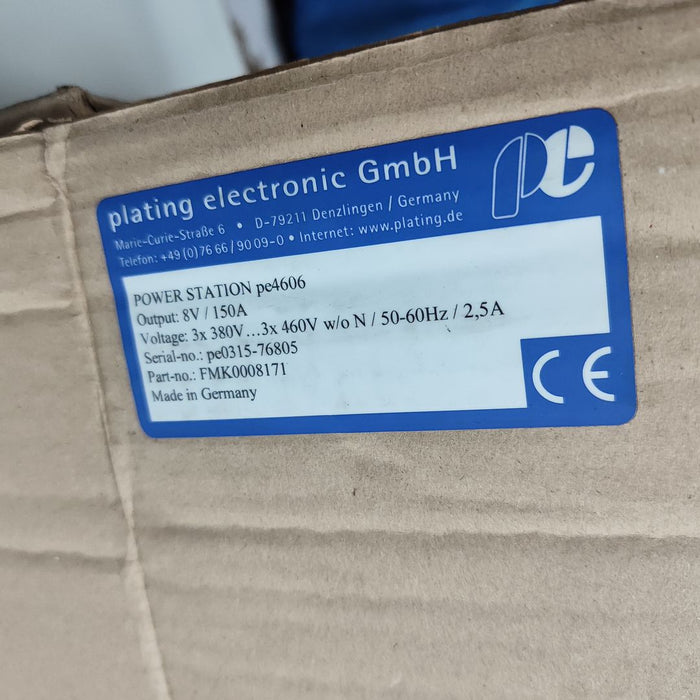 plating electronic GmbH
pe
Marie-Curie-Straße 6 • D-79211 Denzlingen / Germany
Telefon: +49 (0) 76 66 / 90 09-0 • Internet: www.plating.de
POWER STATION pe4606
Output: 8V / 150A
Voltage: 3x 380V…3x 460V w/o N / 50-60Hz / 2,5A
Serial-no.: pe0315-76805
Part-no.: FMK0008171
Made in Germany
CE